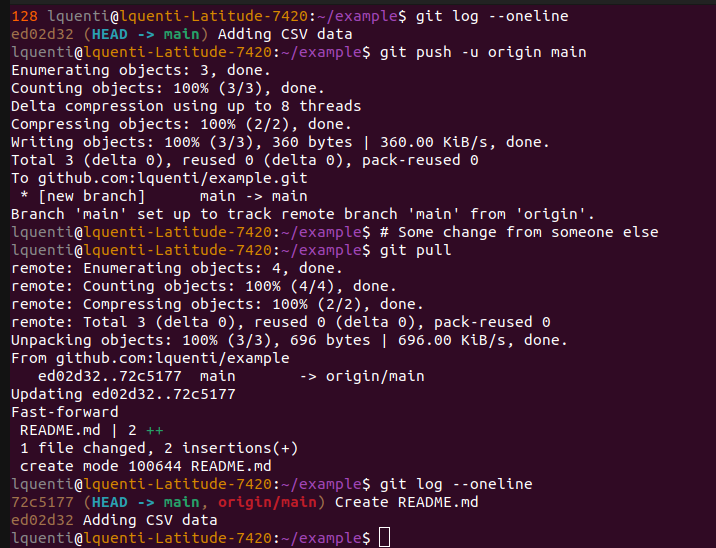 128 lquenti@lquenti-Latitude-7420:~/example$ git log --oneline
ed02d32 (HEAD -> main) Adding CSV data
lquenti@lquenti-Latitude-7420:~/example$ git push -u origin main
Enumerating objects: 3, done.
Counting objects: 100% (3/3), done.
Delta compression using up to 8 threads
Compressing objects: 100% (2/2), done.
Writing objects: 100% (3/3), 360 bytes | 360.00 KiB/s, done.
Total 3 (delta 0), reused 0 (delta 0), pack-reused 0
To github.com:lquenti/example.git
 * [new branch]      main -> main
Branch 'main' set up to track remote branch 'main' from 'origin'.
lquenti@lquenti-Latitude-7420:~/example$ # Some change from someone else
lquenti@lquenti-Latitude-7420:~/example$ git pull
remote: Enumerating objects: 4, done.
remote: Counting objects: 100% (4/4), done.
remote: Compressing objects: 100% (2/2), done.
remote: Total 3 (delta 0), reused 0 (delta 0), pack-reused 0
Unpacking objects: 100% (3/3), 696 bytes | 696.00 KiB/s, done.
From github.com:lquenti/example
   ed02d32..72c5177  main       -> origin/main
Updating ed02d32..72c5177
Fast-forward
 README.md | 2 ++
 1 file changed, 2 insertions(+)
 create mode 100644 README.md
lquenti@lquenti-Latitude-7420:~/example$ git log --oneline
72c5177 (HEAD -> main, origin/main) Create README.md
ed02d32 Adding CSV data
lquenti@lquenti-Latitude-7420:~/example$